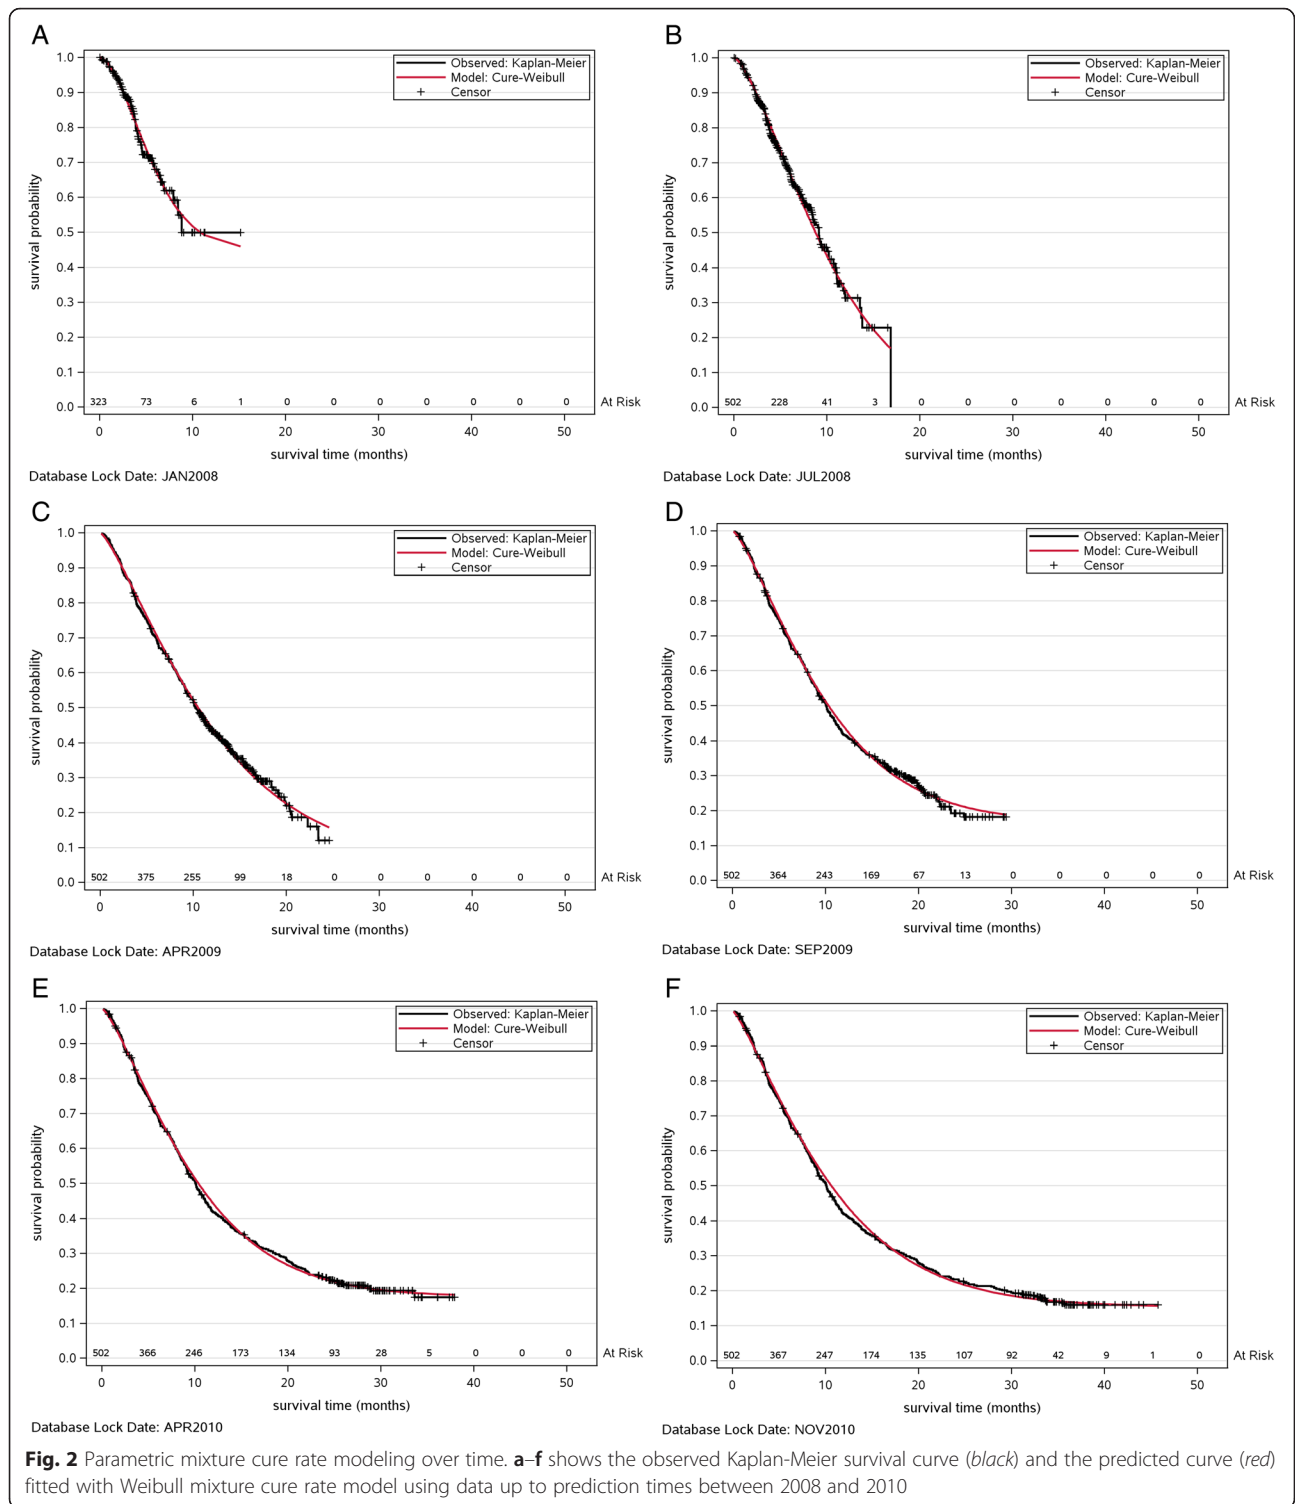 A
Observed: Kaplan-Meier
Model: Cure-Weibull
Censor
1.0
0.9
0.8
0.7
0.6
0.5
0.4
0.3
0.2
0.1
0.0
survival probability
323 73 6 1 0 0 0 0 0 0 0 At Risk
0 10 20 30 40 50
survival time (months)
Database Lock Date: JAN2008
B
Observed: Kaplan-Meier
Model: Cure-Weibull
Censor
1.0
0.9
0.8
0.7
0.6
0.5
0.4
0.3
0.2
0.1
0.0
survival probability
502 228 41 3 0 0 0 0 0 0 0 At Risk
0 10 20 30 40 50
survival time (months)
Database Lock Date: JUL2008
C
Observed: Kaplan-Meier
Model: Cure-Weibull
Censor
1.0
0.9
0.8
0.7
0.6
0.5
0.4
0.3
0.2
0.1
0.0
survival probability
502 375 255 99 18 0 0 0 0 0 0 At Risk
0 10 20 30 40 50
survival time (months)
Database Lock Date: APR2009
D
Observed: Kaplan-Meier
Model: Cure-Weibull
Censor
1.0
0.9
0.8
0.7
0.6
0.5
0.4
0.3
0.2
0.1
0.0
survival probability
502 364 243 169 67 13 0 0 0 0 0 At Risk
0 10 20 30 40 50
survival time (months)
Database Lock Date: SEP2009
E
Observed: Kaplan-Meier
Model: Cure-Weibull
Censor
1.0
0.9
0.8
0.7
0.6
0.5
0.4
0.3
0.2
0.1
0.0
survival probability
502 366 246 173 134 93 28 5 0 0 0 At Risk
0 10 20 30 40 50
survival time (months)
Database Lock Date: APR2010
F
Observed: Kaplan-Meier
Model: Cure-Weibull
Censor
1.0
0.9
0.8
0.7
0.6
0.5
0.4
0.3
0.2
0.1
0.0
survival probability
502 367 247 174 135 107 92 42 9 1 0 At Risk
0 10 20 30 40 50
survival time (months)
Database Lock Date: NOV2010
Fig. 2 Parametric mixture cure rate modeling over time. a–f shows the observed Kaplan-Meier survival curve (black) and the predicted curve (red)
fitted with Weibull mixture cure rate model using data up to prediction times between 2008 and 2010